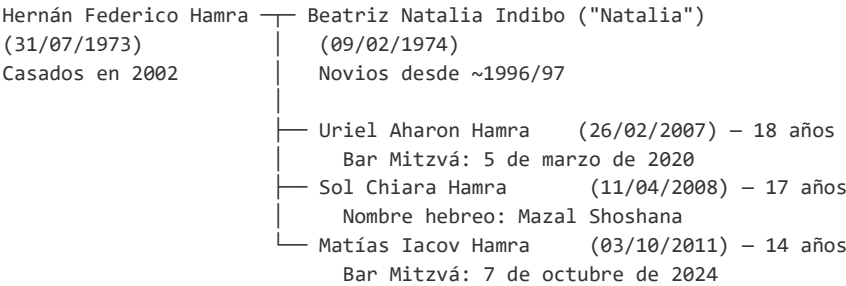 Hernán Federico Hamra ─┬─ Beatriz Natalia Indibo ("Natalia")
(31/07/1973)           │    (09/02/1974)
Casados en 2002        │    Novios desde ~1996/97
                       │
                       ├── Uriel Aharon Hamra    (26/02/2007) — 18 años
                       │     Bar Mitzvá: 5 de marzo de 2020
                       ├── Sol Chiara Hamra       (11/04/2008) — 17 años
                       │     Nombre hebreo: Mazal Shoshana
                       └── Matías Iacov Hamra    (03/10/2011) — 14 años
                             Bar Mitzvá: 7 de octubre de 2024